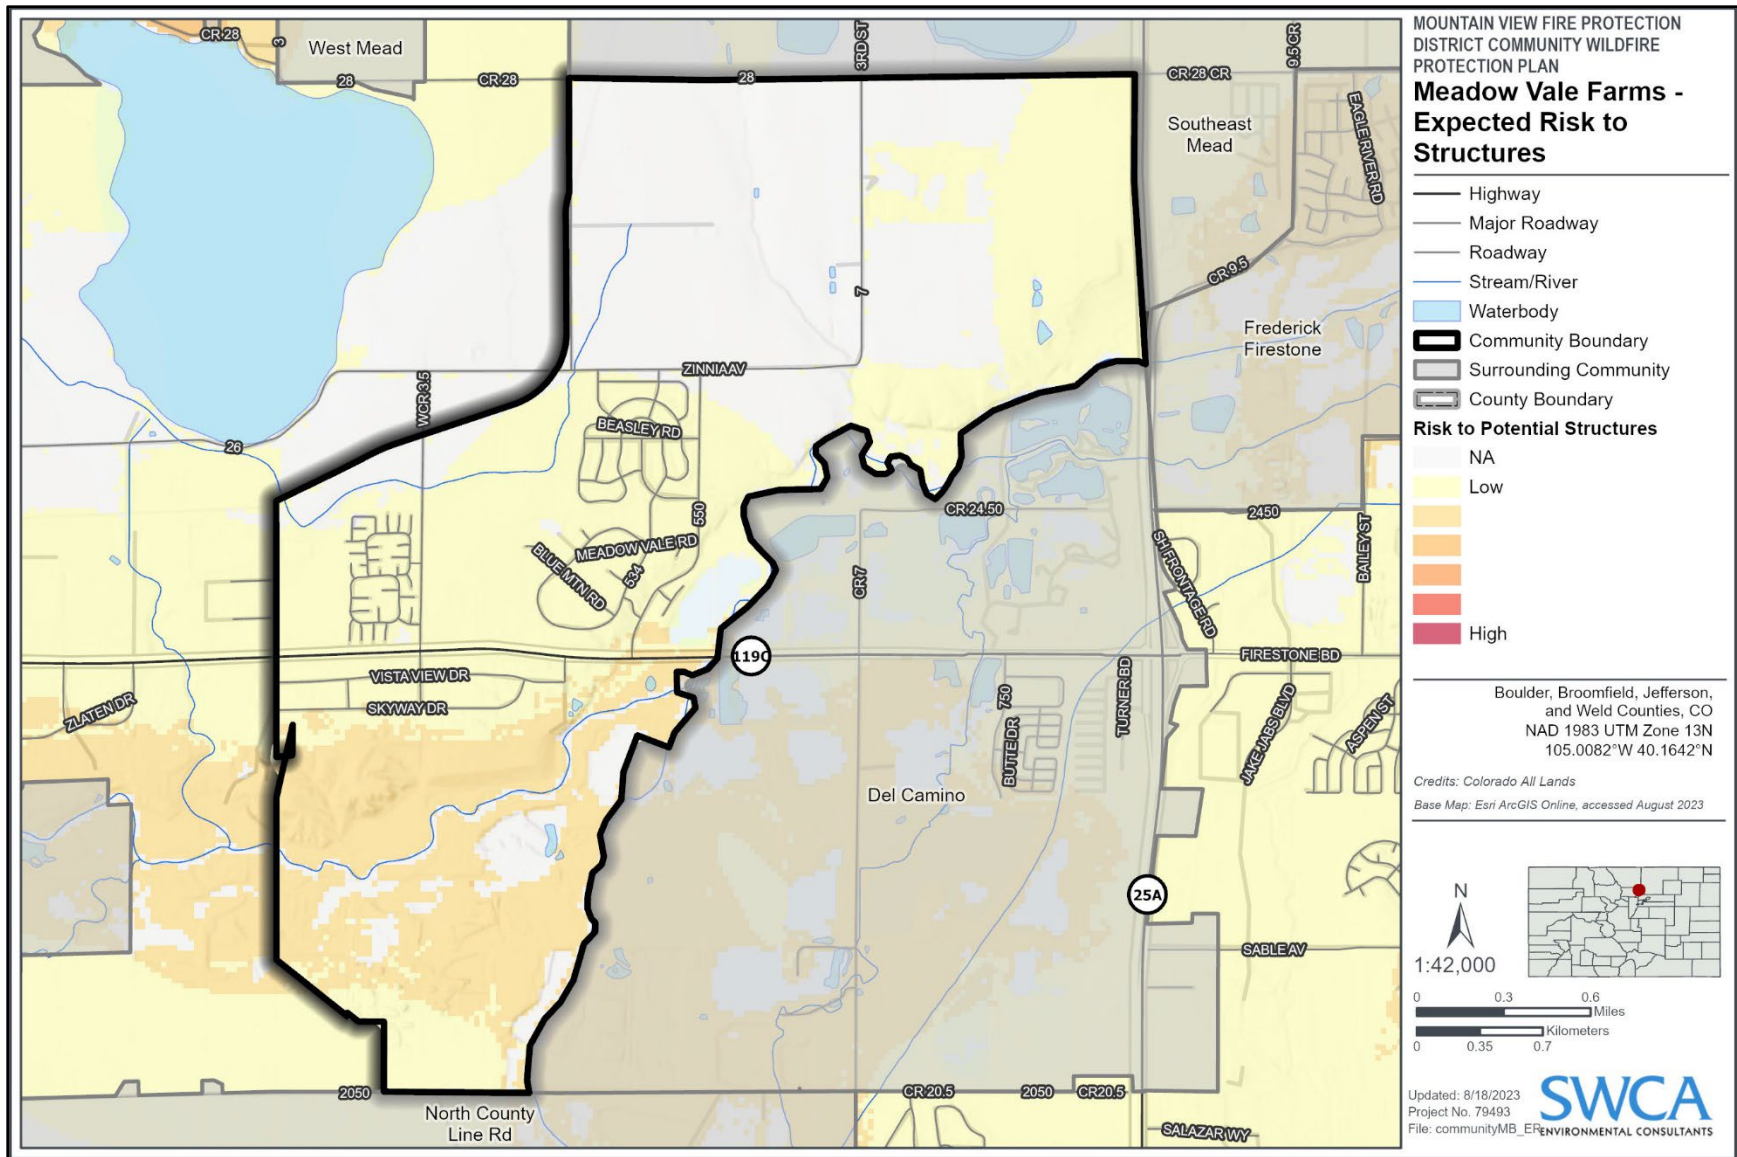 CR 28
3
West Mead
28
CR 28
28
3RD ST
CR 28 CR
9.5 CR
Southeast
Mead
EAGLE RIVER RD
CR 9.5
7
Frederick
Firestone
ZINNIA AV
WCR 3.5
BEASLEY RD
26
550
CR 24.50
2450
BAILEY ST
MEADOW VALE RD
BLUE MTN RD
534
CR 7
SH FRONTAGE RD
119C
FIRESTONE BD
VISTA VIEW DR
SKYWAY DR
ZLATEN DR
750
BUTTE DR
TURNER BD
JAKE JABS BLVD
ASPEN ST
Del Camino
25A
SABLE AV
2050
North County
Line Rd
CR 20.5
2050
CR20.5
SALAZAR WY
MOUNTAIN VIEW FIRE PROTECTION
DISTRICT COMMUNITY WILDFIRE
PROTECTION PLAN
Meadow Vale Farms -
Expected Risk to
Structures
Highway
Major Roadway
Roadway
Stream/River
Waterbody
Community Boundary
Surrounding Community
County Boundary
Risk to Potential Structures
NA
Low
High
Boulder, Broomfield, Jefferson,
and Weld Counties, CO
NAD 1983 UTM Zone 13N
105.0082°W 40.1642°N
Credits: Colorado All Lands
Base Map: Esri ArcGIS Online, accessed August 2023
N
1:42,000
0 0.3 0.6
Miles
Kilometers
0 0.35 0.7
Updated: 8/18/2023
Project No. 79493
File: communityMB_ER
SWCA
ENVIRONMENTAL CONSULTANTS